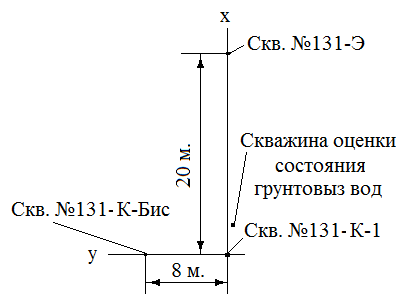 x
Скв. №131-Э
20 м.
Скважина оценки
состояния
грунтовыз вод
Скв. №131- К-Бис
Скв. №131- К-1
y
8 м.